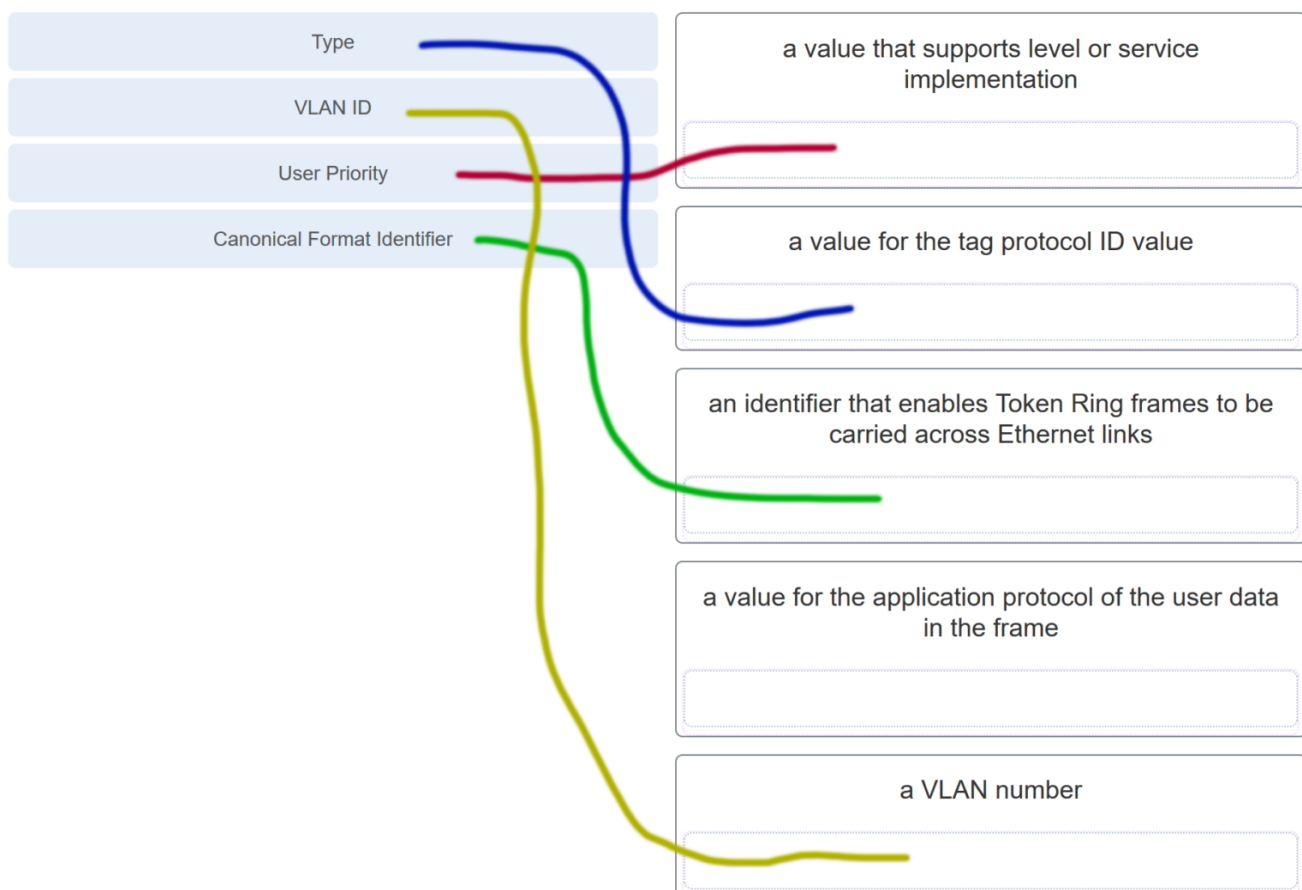 Type
VLAN ID
User Priority
Canonical Format Identifier
a value that supports level or service
implementation
a value for the tag protocol ID value
an identifier that enables Token Ring frames to be
carried across Ethernet links
a value for the application protocol of the user data
in the frame
a VLAN number